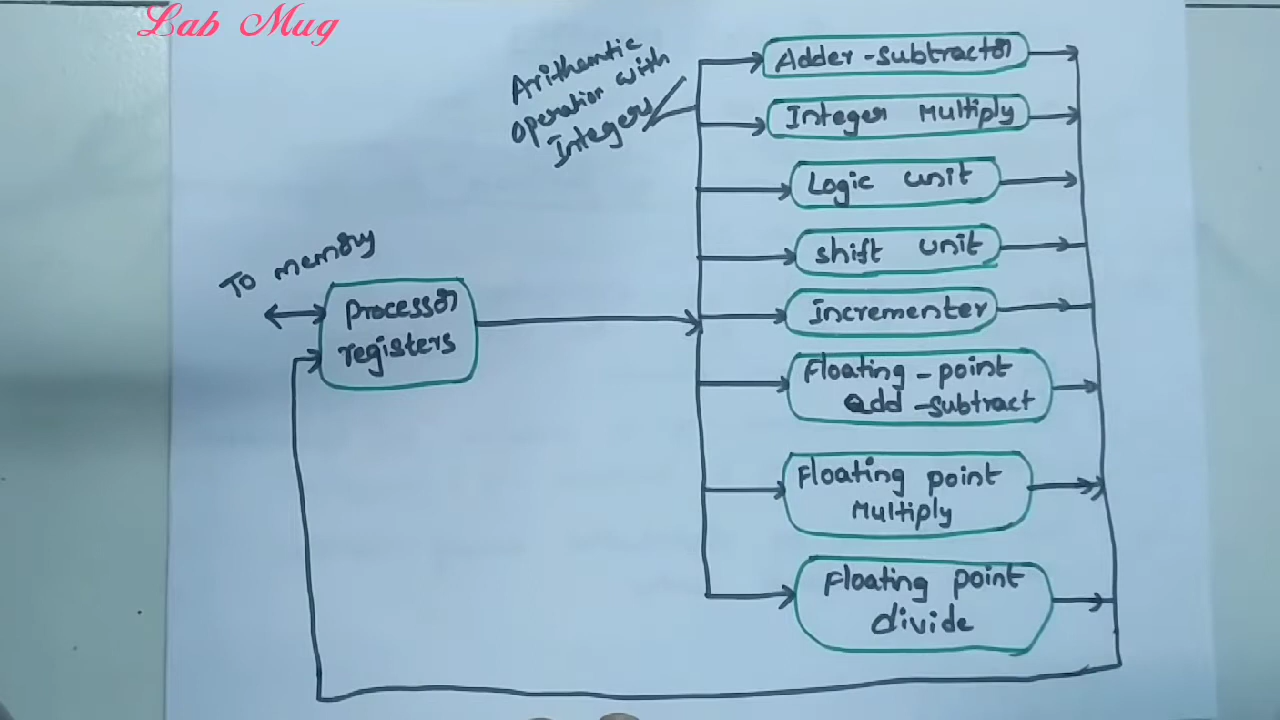 Lab Mug
Arithemtic
operation with
Integers
Adder-subtractor
Integer Multiply
Logic unit
shift unit
Incrementer
Floating-point
add-subtract
Floating point
Multiply
Floating point
divide
To memory
Processor
registers